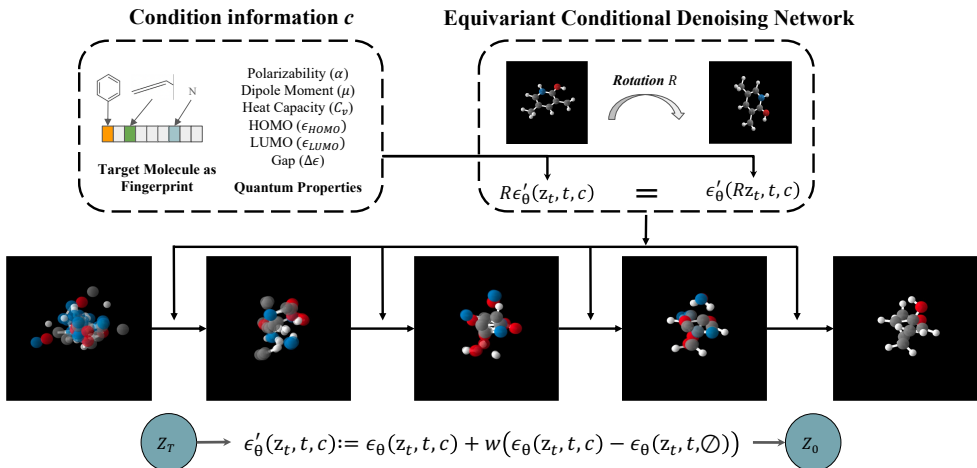 Condition information c
Equivariant Conditional Denoising Network
N
Target Molecule as
Fingerprint
Polarizability (α)
Dipole Moment (μ)
Heat Capacity (C_v)
HOMO (ϵ_HOMO)
LUMO (ϵ_LUMO)
Gap (Δϵ)
Quantum Properties
Rotation R
Rϵ′_θ(z_t, t, c) = ϵ′_θ(Rz_t, t, c)
Z_T
ϵ′_θ(z_t, t, c):= ϵ_θ(z_t, t, c) + w(ϵ_θ(z_t, t, c) − ϵ_θ(z_t, t,∅))
Z_0